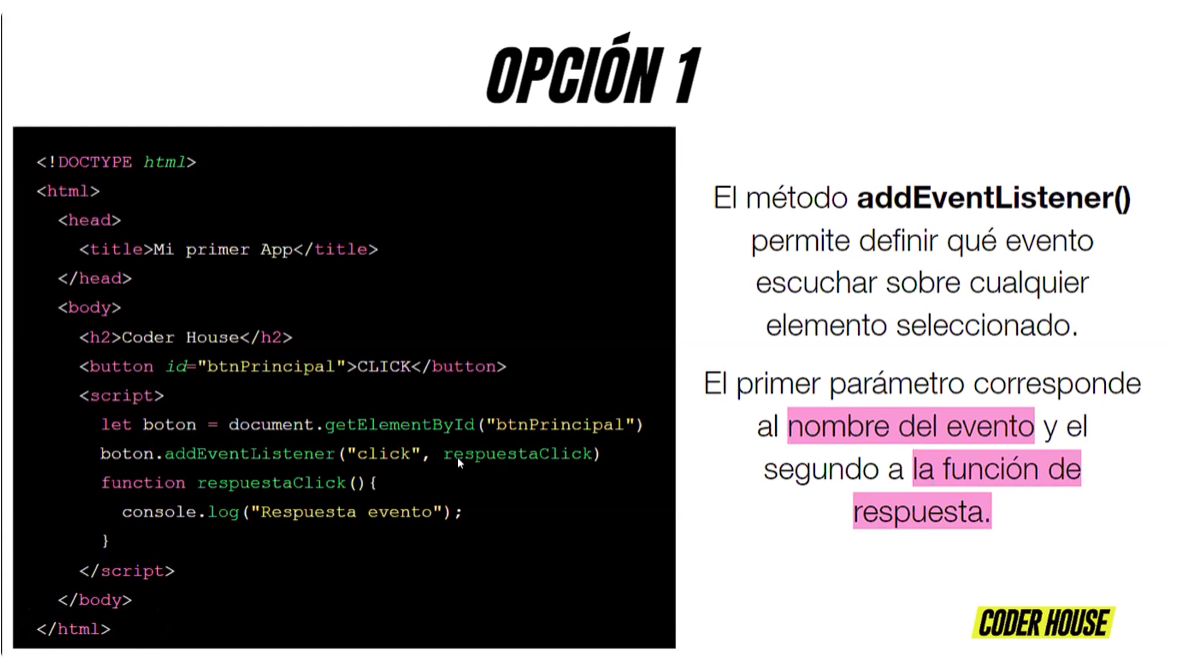 OPCIÓN 1
<!DOCTYPE html>
<html>
<head>
<title>Mi primer App</title>
</head>
<body>
<h2>Coder House</h2>
<button id="btnPrincipal">CLICK</button>
<script>
let boton = document.getElementById("btnPrincipal")
boton.addEventListener("click", respuestaClick)
function respuestaClick(){
console.log("Respuesta evento");
}
</script>
</body>
</html>
El método addEventListener()
permite definir qué evento
escuchar sobre cualquier
elemento seleccionado.
El primer parámetro corresponde
al nombre del evento y el
segundo a la función de
respuesta.
CODER HOUSE